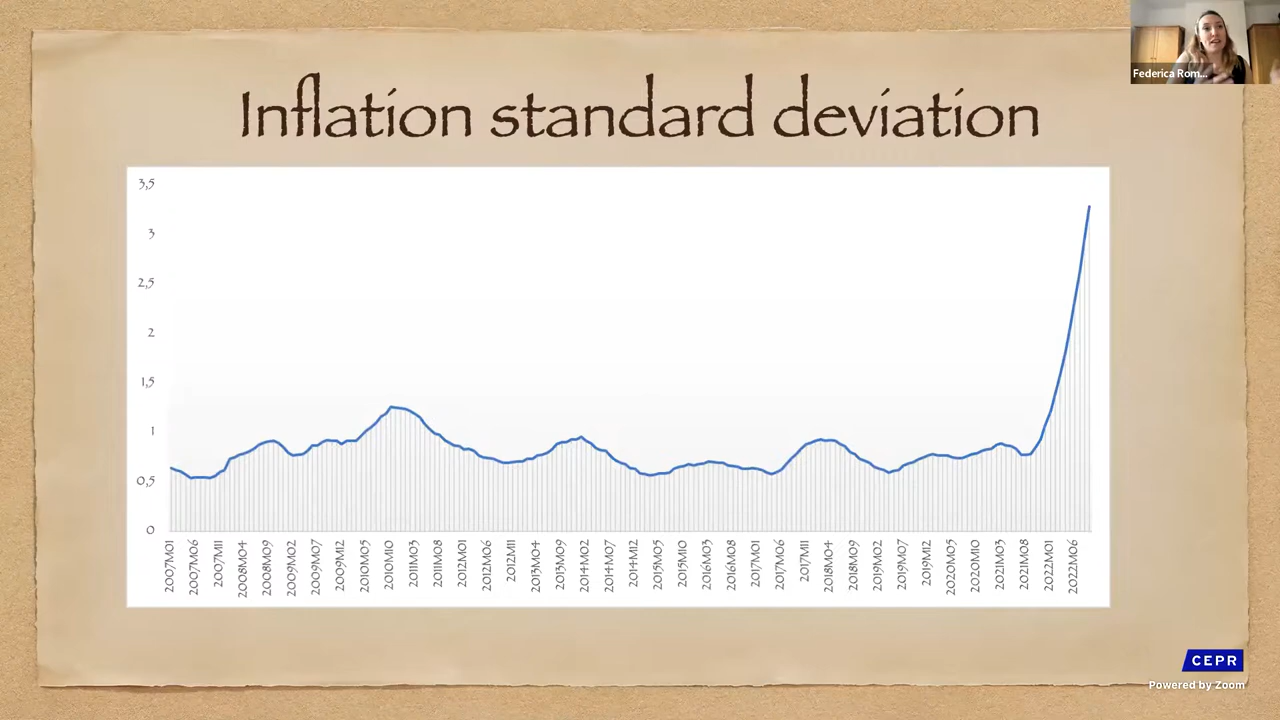 Federica Rom...
Inflation standard deviation
3,5
3
2,5
2
1,5
1
0,5
0
2007M01
2007M06
2007M11
2008M04
2008M09
2009M02
2009M07
2009M12
2010M05
2010M10
2011M03
2011M08
2012M01
2012M06
2012M11
2013M04
2013M09
2014M02
2014M07
2014M12
2015M05
2015M10
2016M03
2016M08
2017M01
2017M06
2017M11
2018M04
2018M09
2019M02
2019M07
2019M12
2020M05
2020M10
2021M03
2021M08
2022M01
2022M06
CEPR
Powered by Zoom